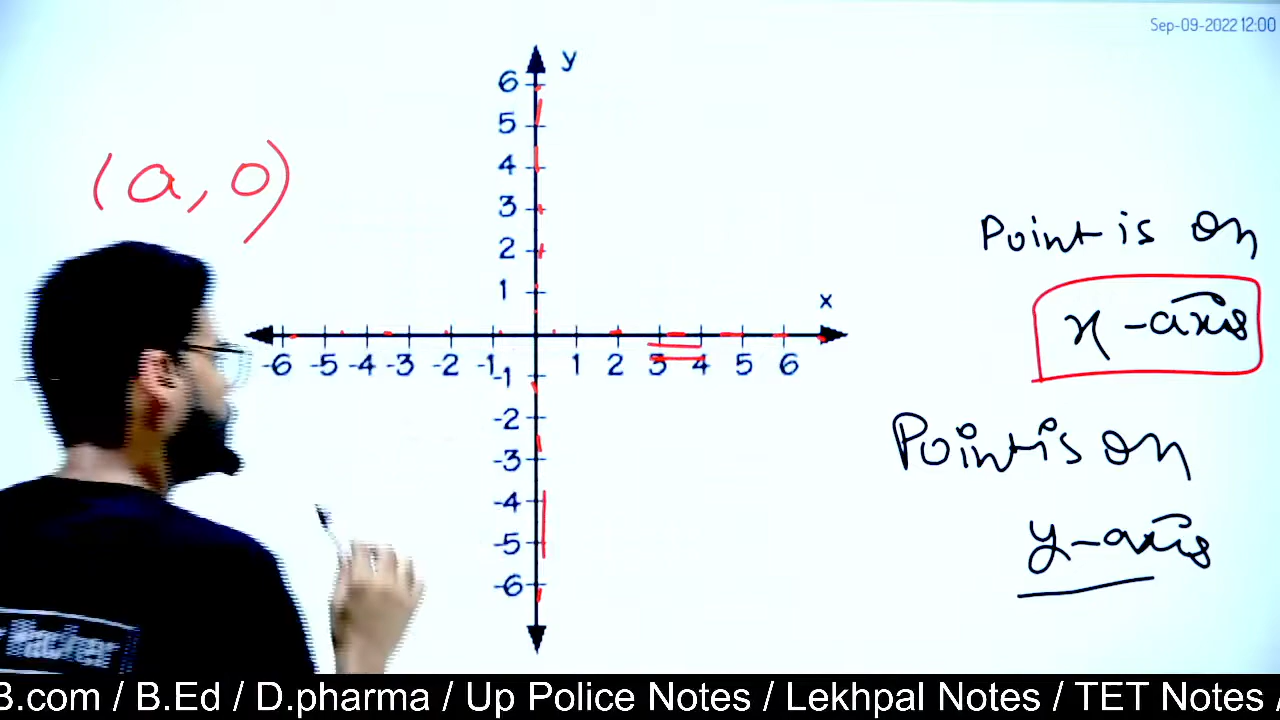 Sep-09-2022 12:00
y
6
5
4
3
2
1
x
-6 -5 -4 -3 -2 -1 1 2 3 4 5 6
-1
-2
-3
-4
-5
-6
(a, 0)
Point is on
x-axis
Point is on
y-axis
B.com / B.Ed / D.pharma / Up Police Notes / Lekhpal Notes / TET Notes /